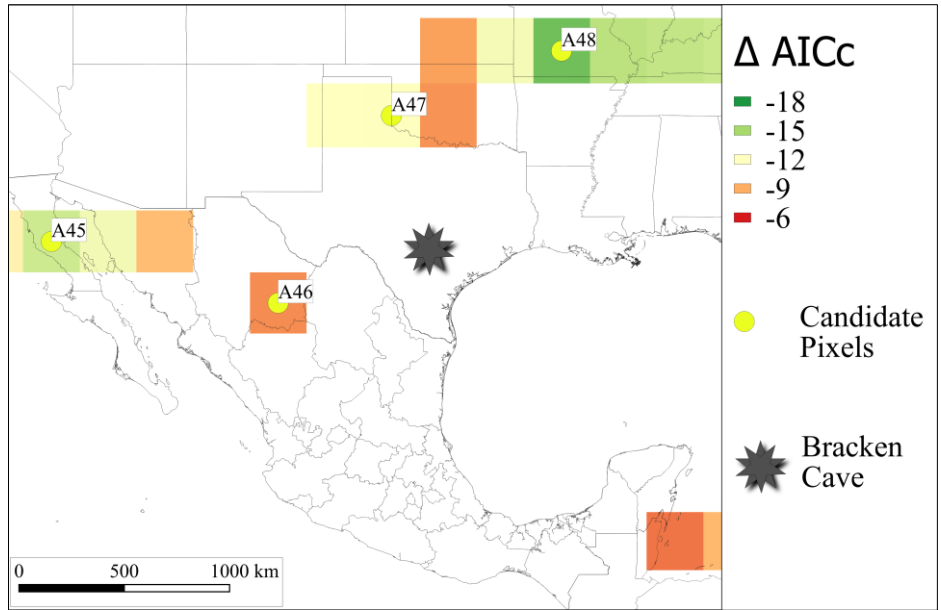 A48
Δ AICc
-18
A47
-15
-12
-9
-6
A45
A46
Candidate
Pixels
Bracken
Cave
0 500 1000 km